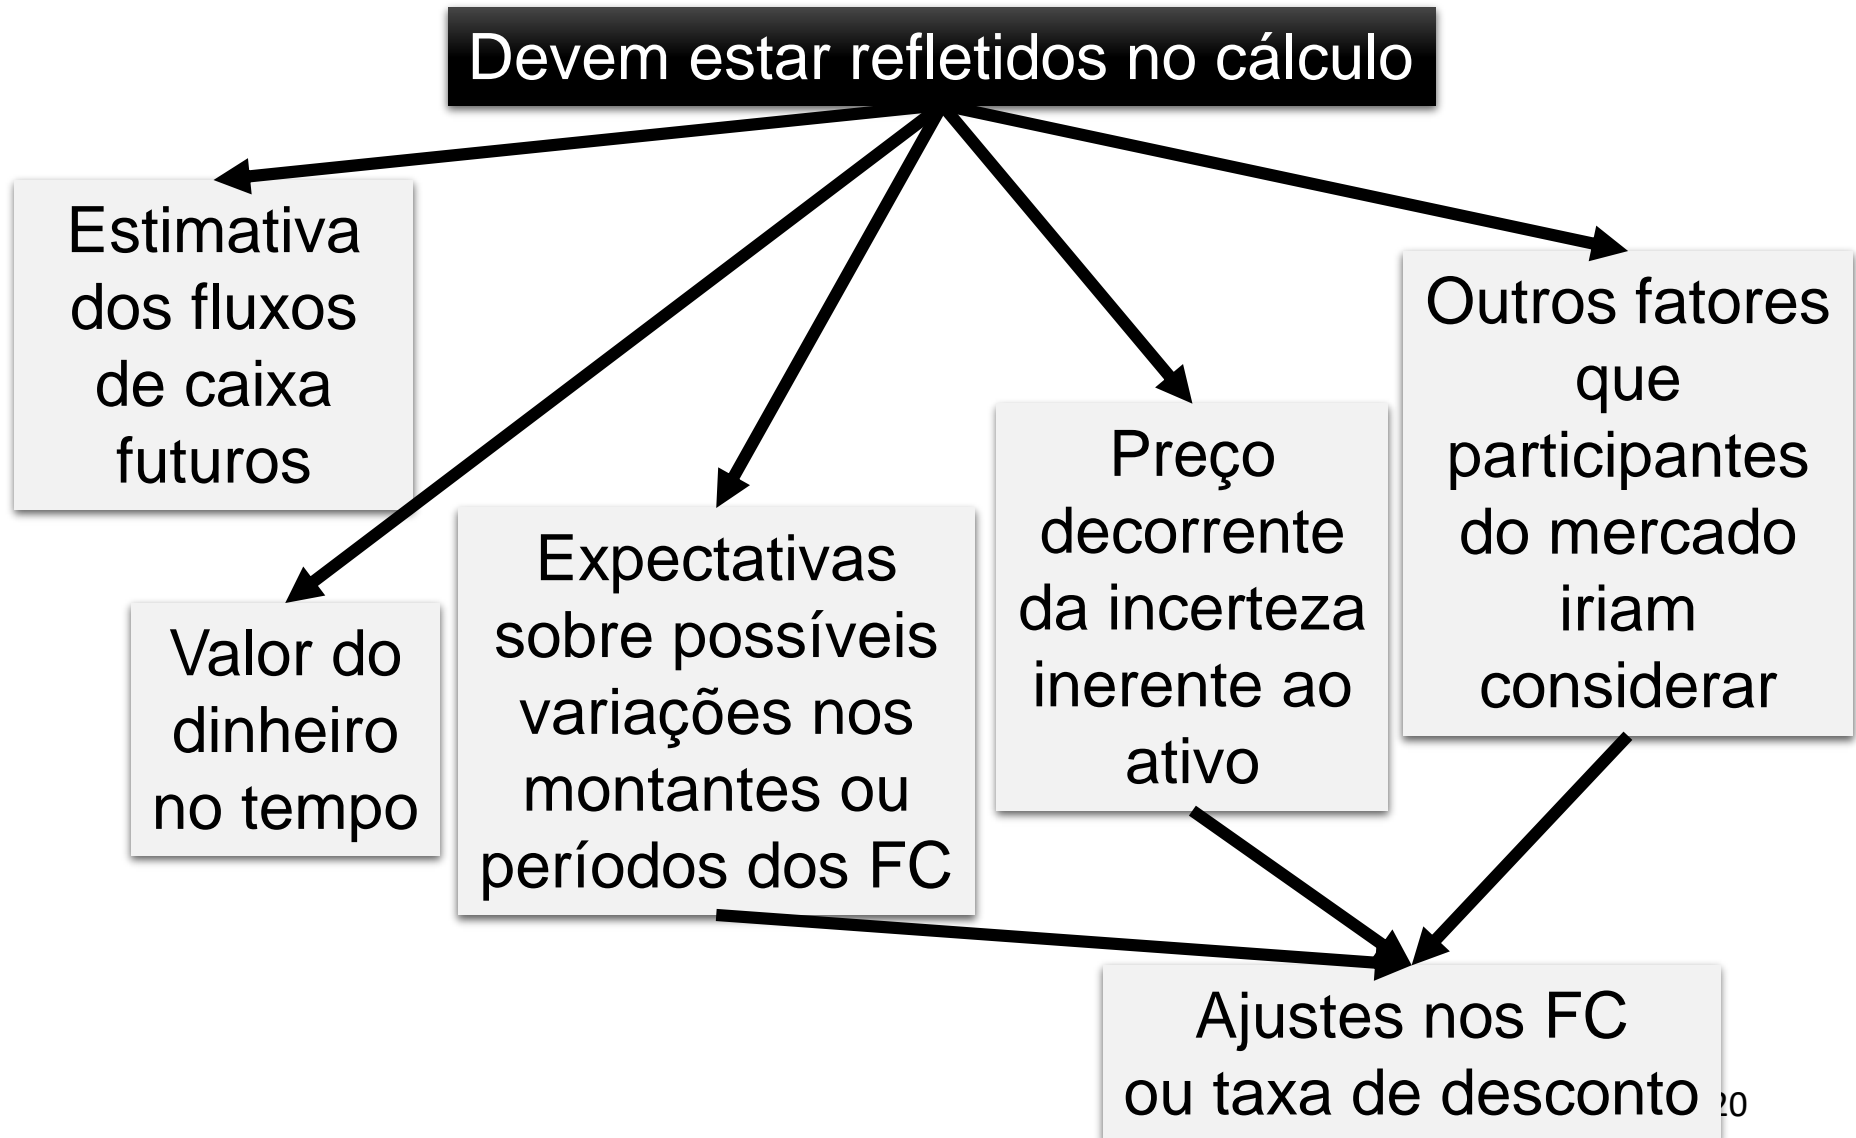 Devem estar refletidos no cálculo
Estimativa
dos fluxos
de caixa
futuros
Valor do
dinheiro
no tempo
Expectativas
sobre possíveis
variações nos
montantes ou
períodos dos FC
Preço
decorrente
da incerteza
inerente ao
ativo
Outros fatores
que
participantes
do mercado
iriam
considerar
Ajustes nos FC
ou taxa de desconto
20